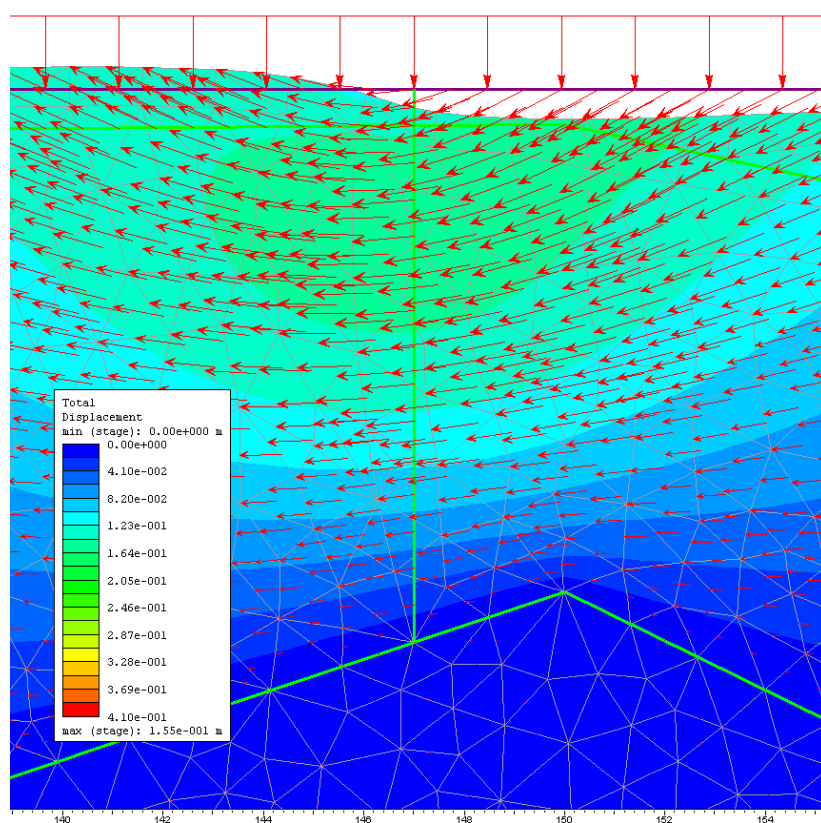 Total
Displacement
min (stage): 0.00e+000 m
0.00e+000
4.10e-002
8.20e-002
1.23e-001
1.64e-001
2.05e-001
2.46e-001
2.87e-001
3.28e-001
3.69e-001
4.10e-001
max (stage): 1.55e-001 m
140 142 144 146 148 150 152 154